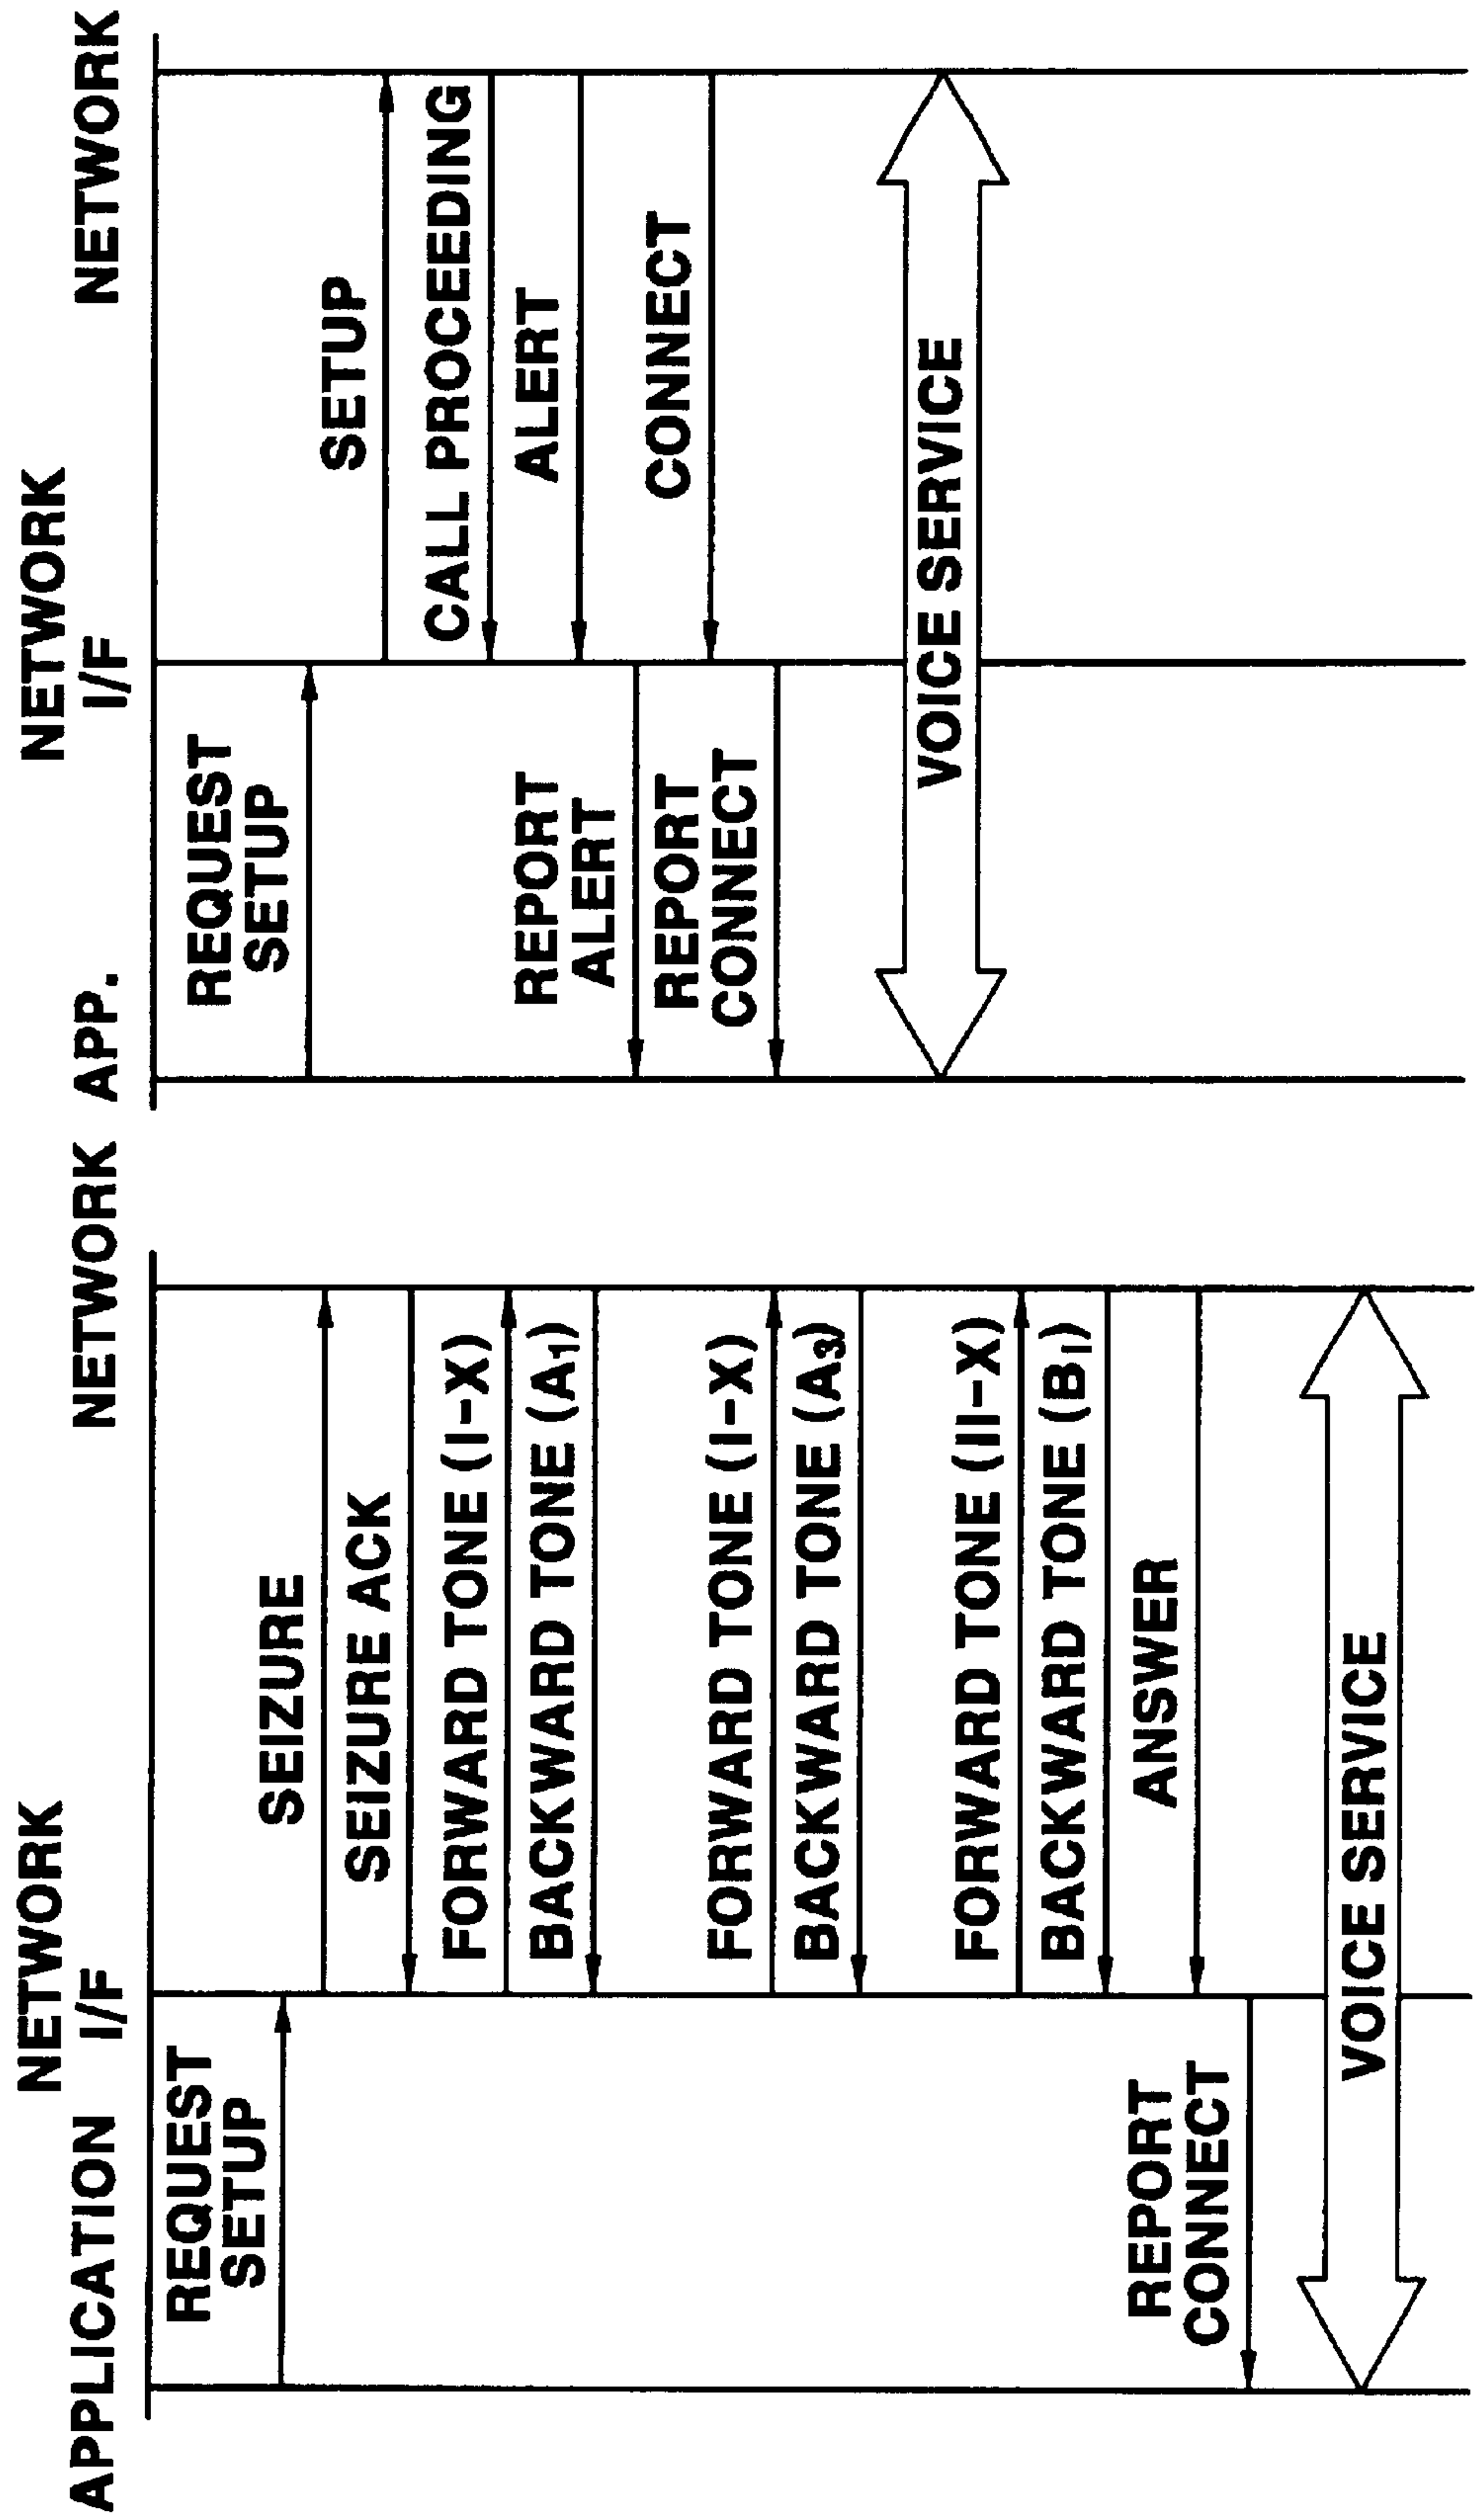 APPLICATION
NETWORK
I/F
NETWORK
REQUEST
SETUP
SEIZURE
SEIZURE ACK
FORWARD TONE (I-X)
BACKWARD TONE (A1)
FORWARD TONE (I-X)
BACKWARD TONE (A3)
FORWARD TONE (II-X)
BACKWARD TONE (B1)
ANSWER
REPORT
CONNECT
VOICE SERVICE
APP.
NETWORK
I/F
NETWORK
REQUEST
SETUP
SETUP
CALL PROCEEDING
ALERT
REPORT
ALERT
CONNECT
REPORT
CONNECT
VOICE SERVICE